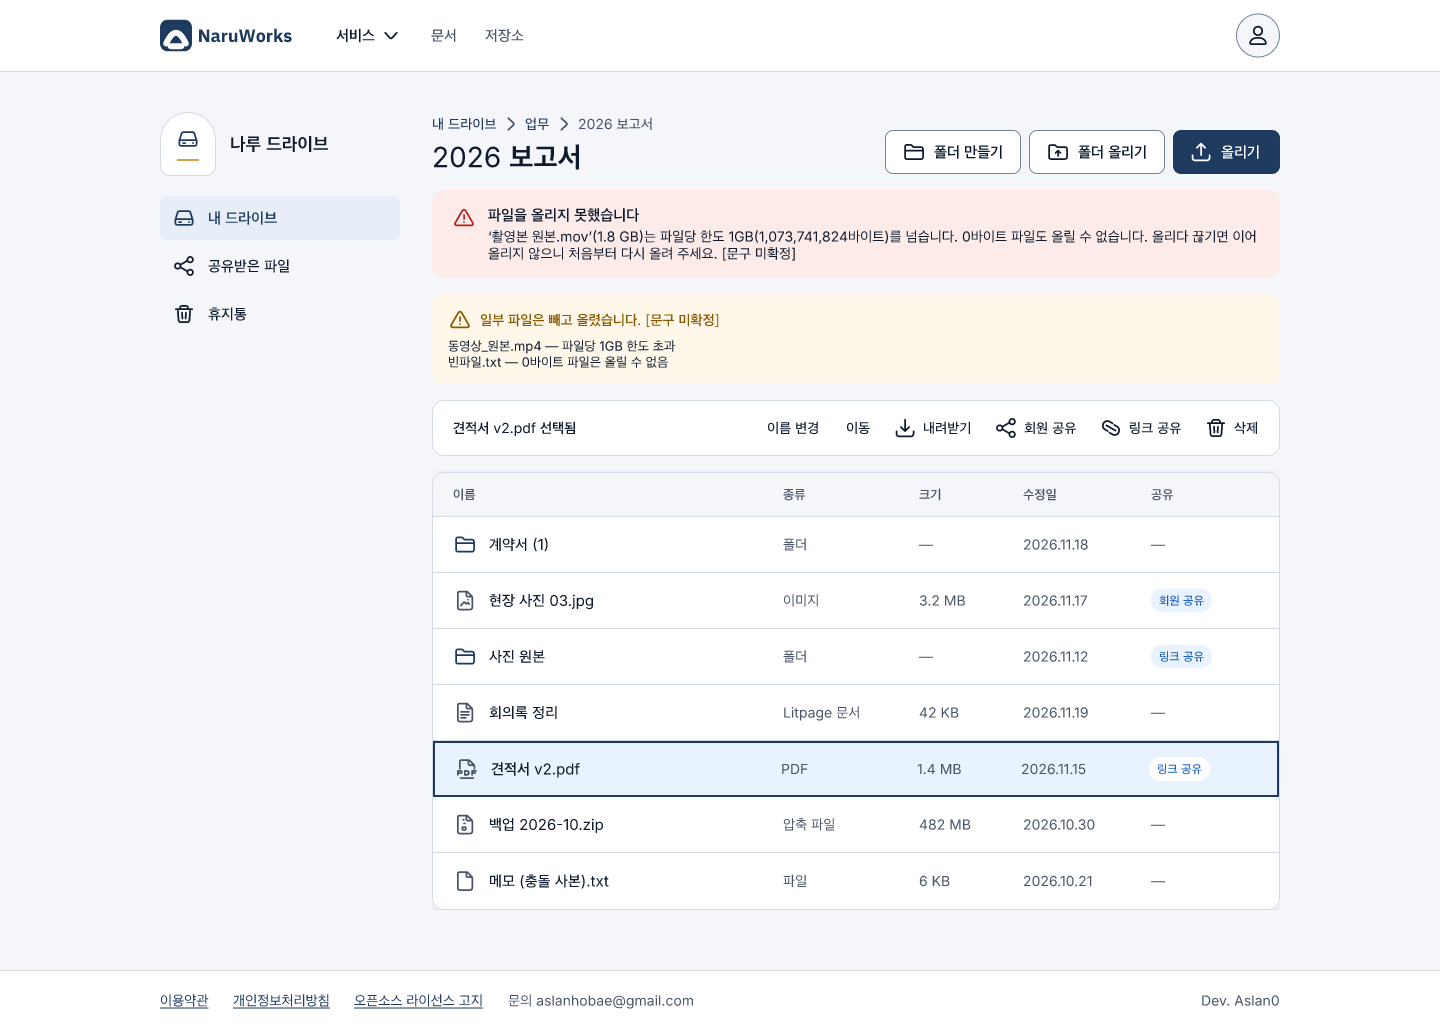 NaruWorks 서비스 문서 저장소
나루 드라이브
내 드라이브
공유받은 파일
휴지통
내 드라이브 업무 2026 보고서
2026 보고서
폴더 만들기 폴더 올리기 올리기
파일을 올리지 못했습니다
‘촬영본 원본.mov’(1.8 GB)는 파일당 한도 1GB(1,073,741,824바이트)를 넘습니다. 0바이트 파일도 올릴 수 없습니다. 올리다 끊기면 이어
올리지 않으니 처음부터 다시 올려 주세요. [문구 미확정]
일부 파일은 빼고 올렸습니다. [문구 미확정]
동영상_원본.mp4 — 파일당 1GB 한도 초과
빈파일.txt — 0바이트 파일은 올릴 수 없음
견적서 v2.pdf 선택됨 이름 변경 이동 내려받기 회원 공유 링크 공유 삭제
이름 종류 크기 수정일 공유
계약서 (1) 폴더 — 2026.11.18 —
현장 사진 03.jpg 이미지 3.2 MB 2026.11.17 회원 공유
사진 원본 폴더 — 2026.11.12 링크 공유
회의록 정리 Litpage 문서 42 KB 2026.11.19 —
PDF 견적서 v2.pdf PDF 1.4 MB 2026.11.15 링크 공유
백업 2026-10.zip 압축 파일 482 MB 2026.10.30 —
메모 (충돌 사본).txt 파일 6 KB 2026.10.21 —
이용약관 개인정보처리방침 오픈소스 라이선스 고지 문의 aslanhobae@gmail.com Dev. Aslan0